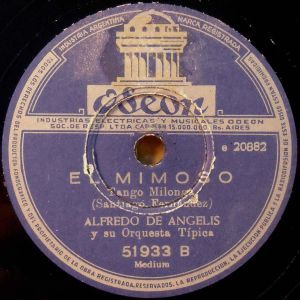 INDUSTRIA ARGENTINA
MARCA REGISTRADA
Odeon
INDUSTRIAS ELECTRICAS Y MUSICALES ODEON
SOC. DE RESP. LTDA. CAP. $ 15.000.000 Bs. AIRES
e 20882
EL MIMOSO
Tango Milonga
(Santiago Fernández)
ALFREDO DE ANGELIS
y su Orquesta Típica
51933 B
Medium